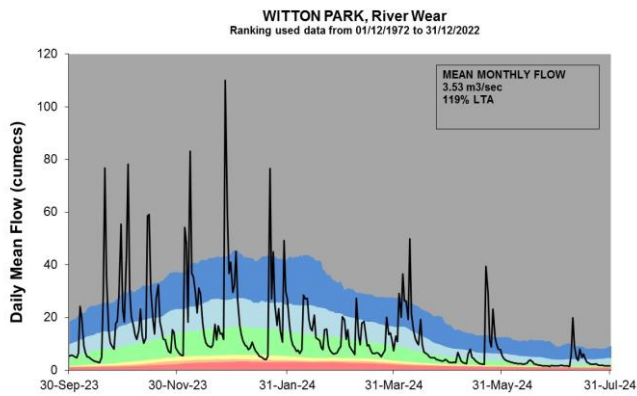 WITTON PARK, River Wear
Ranking used data from 01/12/1972 to 31/12/2022
MEAN MONTHLY FLOW
3.53 m3/sec
119% LTA
Daily Mean Flow (cumecs)
120
100
80
60
40
20
0
30-Sep-23 30-Nov-23 31-Jan-24 31-Mar-24 31-May-24 31-Jul-24